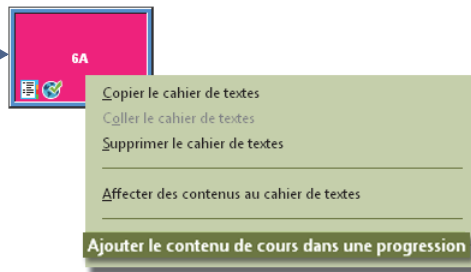 6A
Copier le cahier de textes
Coller le cahier de textes
Supprimer le cahier de textes
Affecter des contenus au cahier de textes
Ajouter le contenu de cours dans une progression